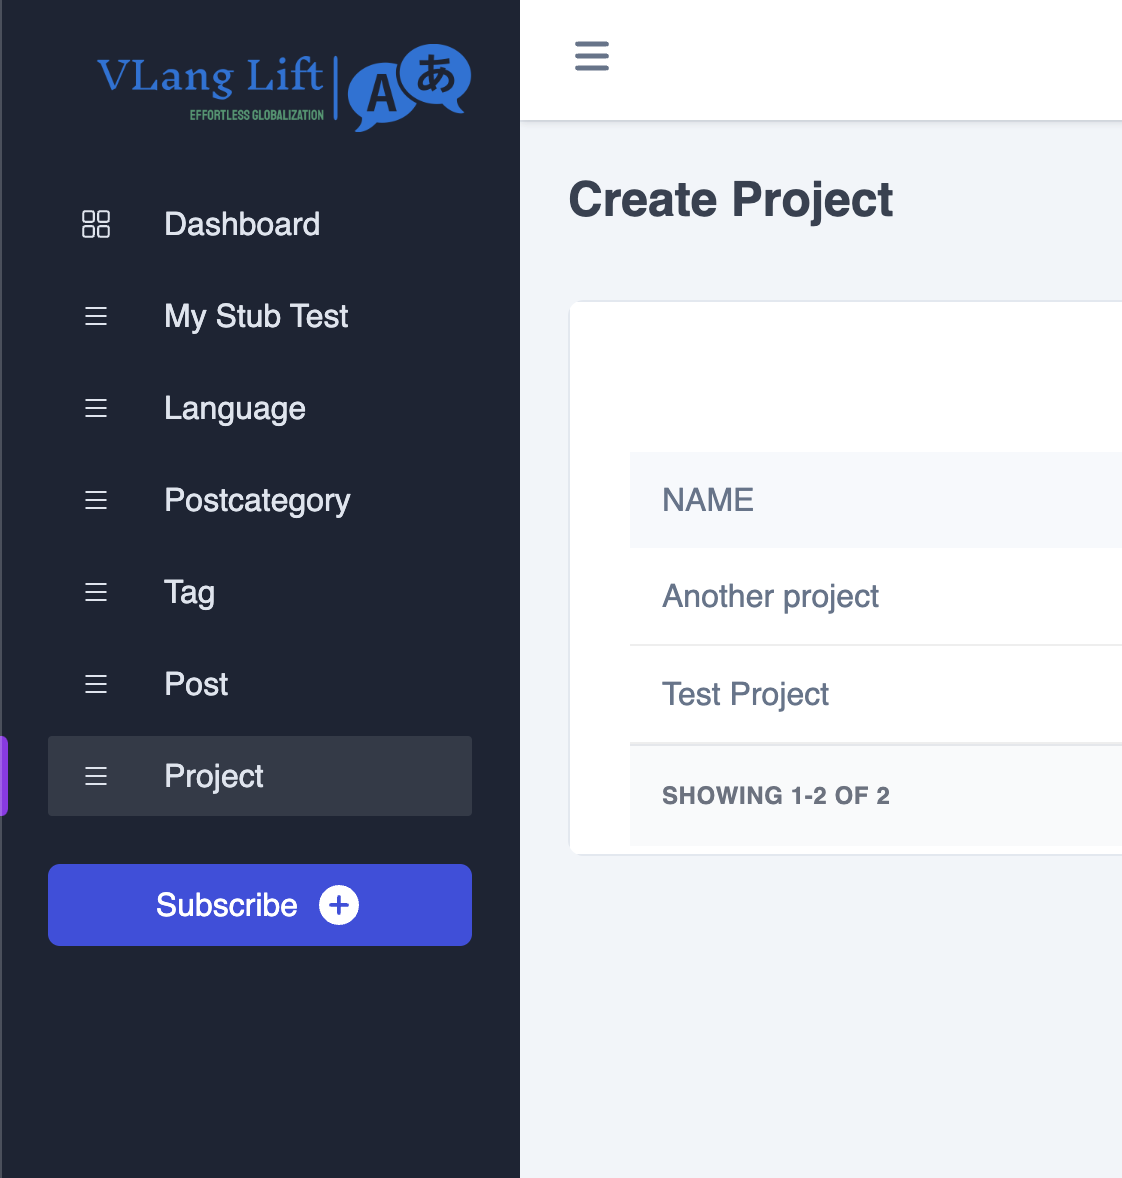 VLang Lift
EFFORTLESS GLOBALIZATION
A あ
Dashboard
My Stub Test
Language
Postcategory
Tag
Post
Project
Subscribe
Create Project
NAME
Another project
Test Project
SHOWING 1-2 OF 2